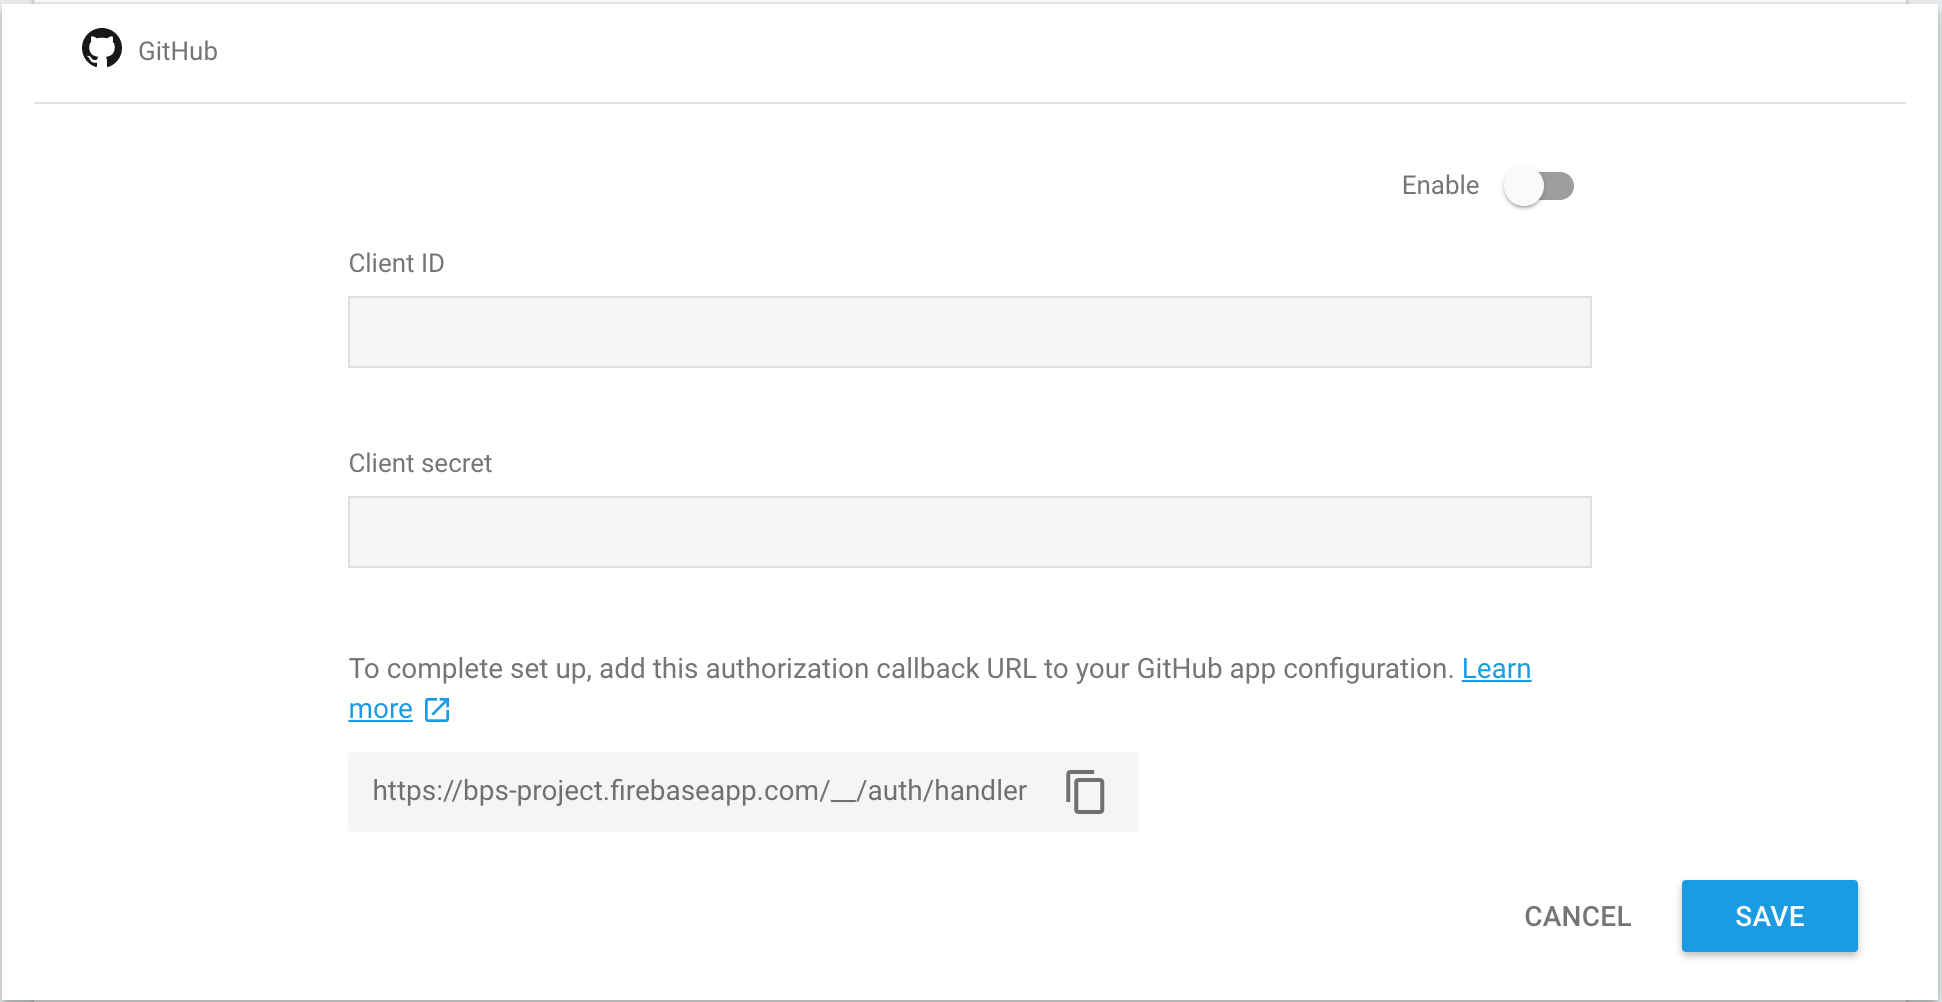 GitHub
Enable
Client ID
Client secret
To complete set up, add this authorization callback URL to your GitHub app configuration. Learn
more
https://bps-project.firebaseapp.com/__/auth/handler
CANCEL SAVE